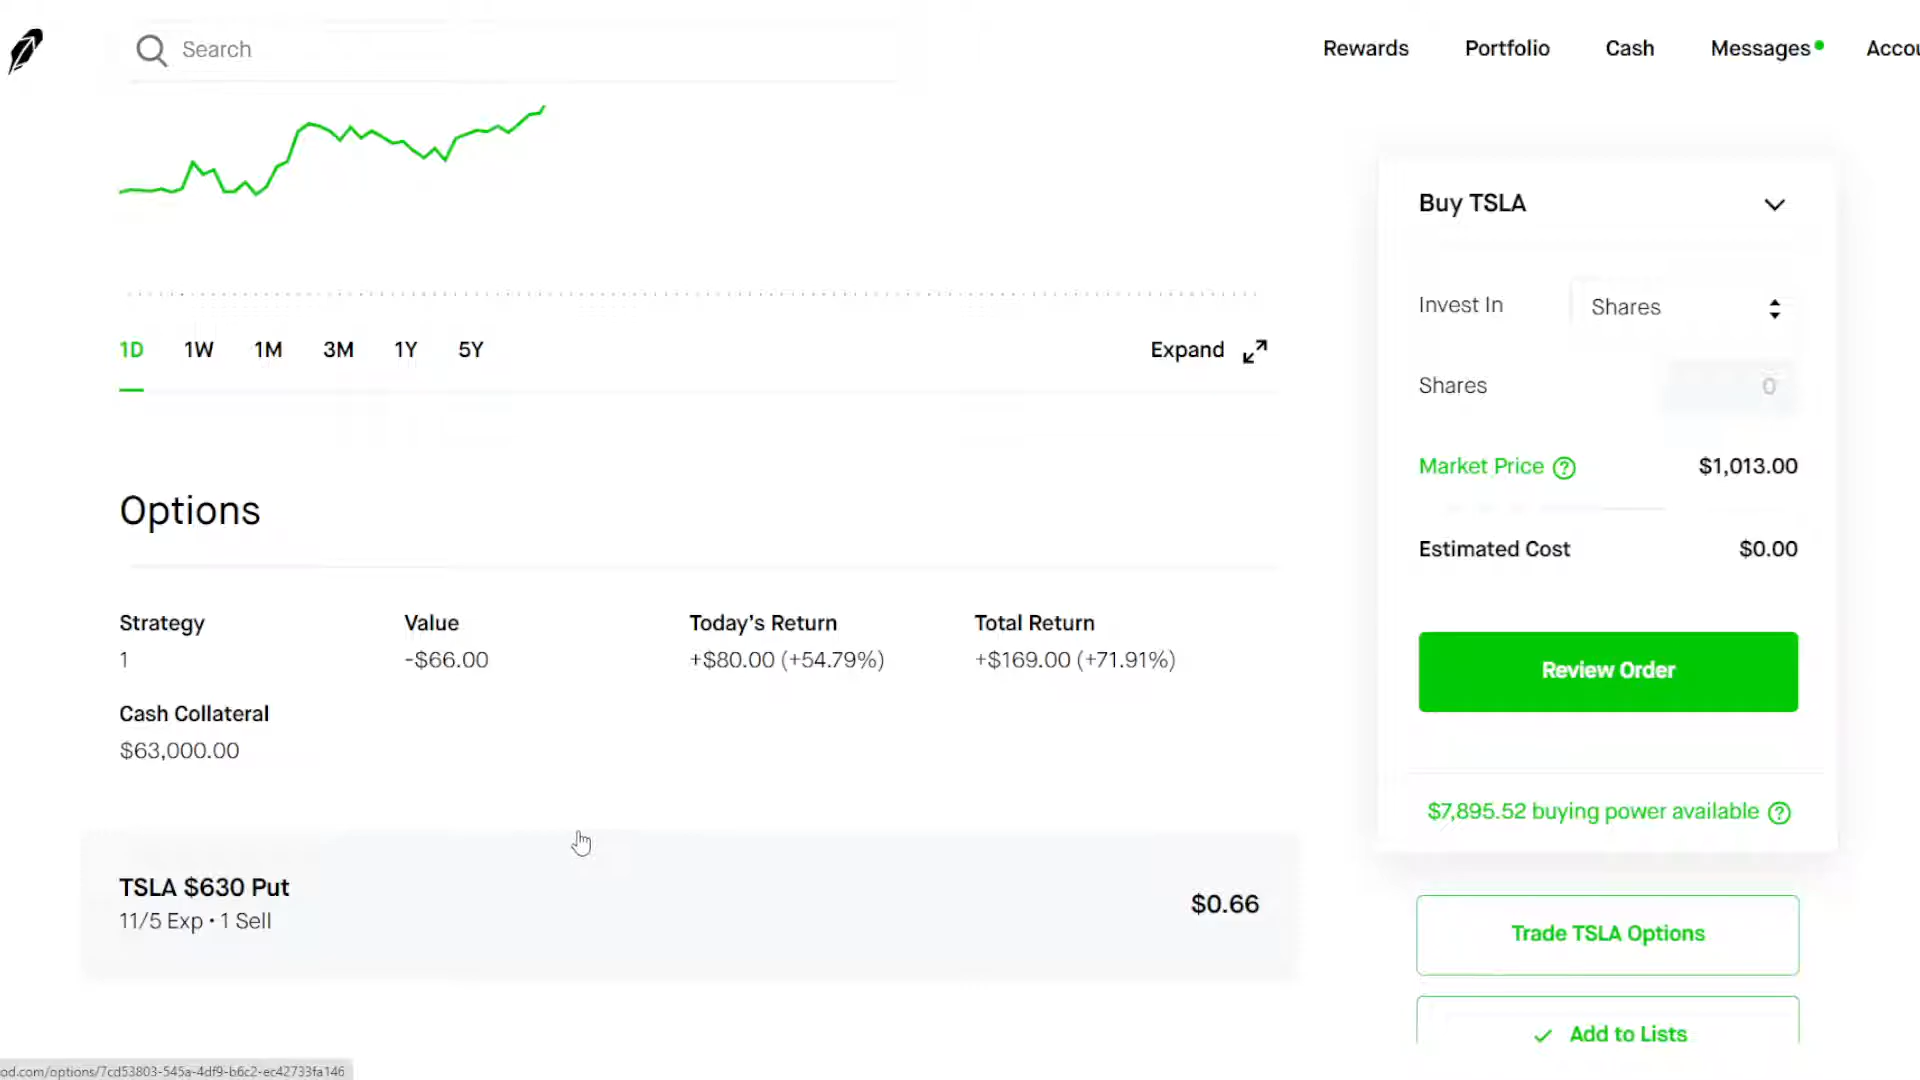 Search
Rewards
Portfolio
Cash
Messages
Accou
Buy TSLA
Invest In
Shares
Shares
0
Market Price
$1,013.00
Estimated Cost
$0.00
Review Order
$7,895.52 buying power available
Trade TSLA Options
Add to Lists
1D
1W
1M
3M
1Y
5Y
Expand
Options
Strategy
Value
Today's Return
Total Return
1
-$66.00
+$80.00 (+54.79%)
+$169.00 (+71.91%)
Cash Collateral
$63,000.00
TSLA $630 Put
11/5 Exp • 1 Sell
$0.66
od.com/options/7cd53803-545a-4df9-b6c2-ec42733fa146